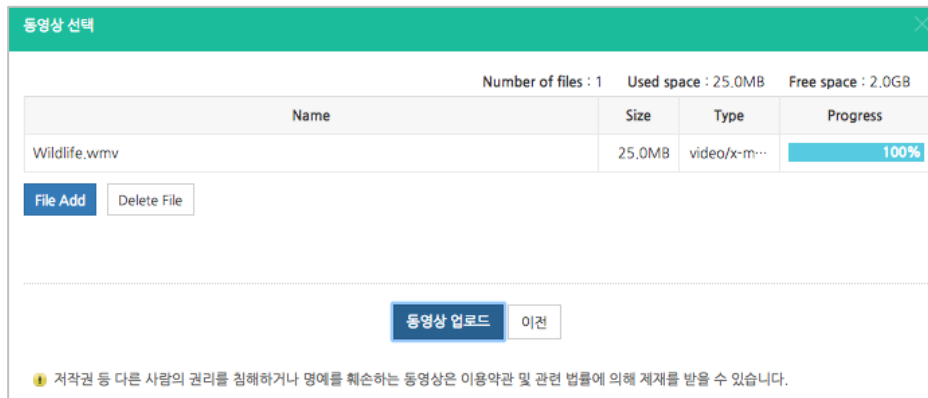 동영상 선택
Number of files : 1 Used space : 25.0MB Free space : 2.0GB
Name Size Type Progress
Wildlife.wmv 25.0MB video/x-m··· 100%
File Add Delete File
동영상 업로드 이전
저작권 등 다른 사람의 권리를 침해하거나 명예를 훼손하는 동영상은 이용약관 및 관련 법률에 의해 제재를 받을 수 있습니다.